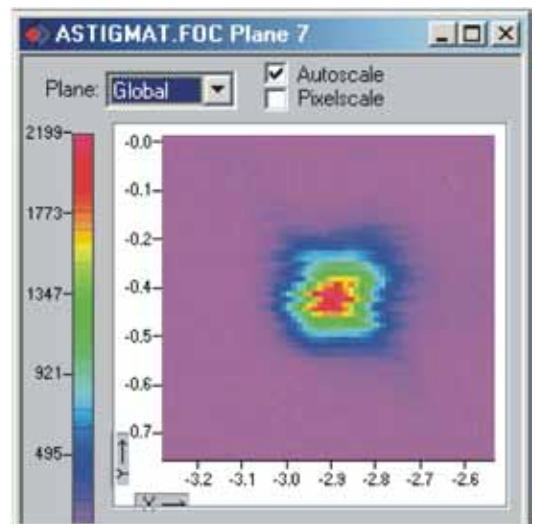 ASTIGMAT.FOC Plane 7
Plane: Global
Autoscale
Pixelscale
2199
1773
1347
921
495
-0.0
-0.1
-0.2
-0.4
-0.5
-0.6
-0.7
Y
-3.2 -3.1 -3.0 -2.9 -2.8 -2.7 -2.6
X